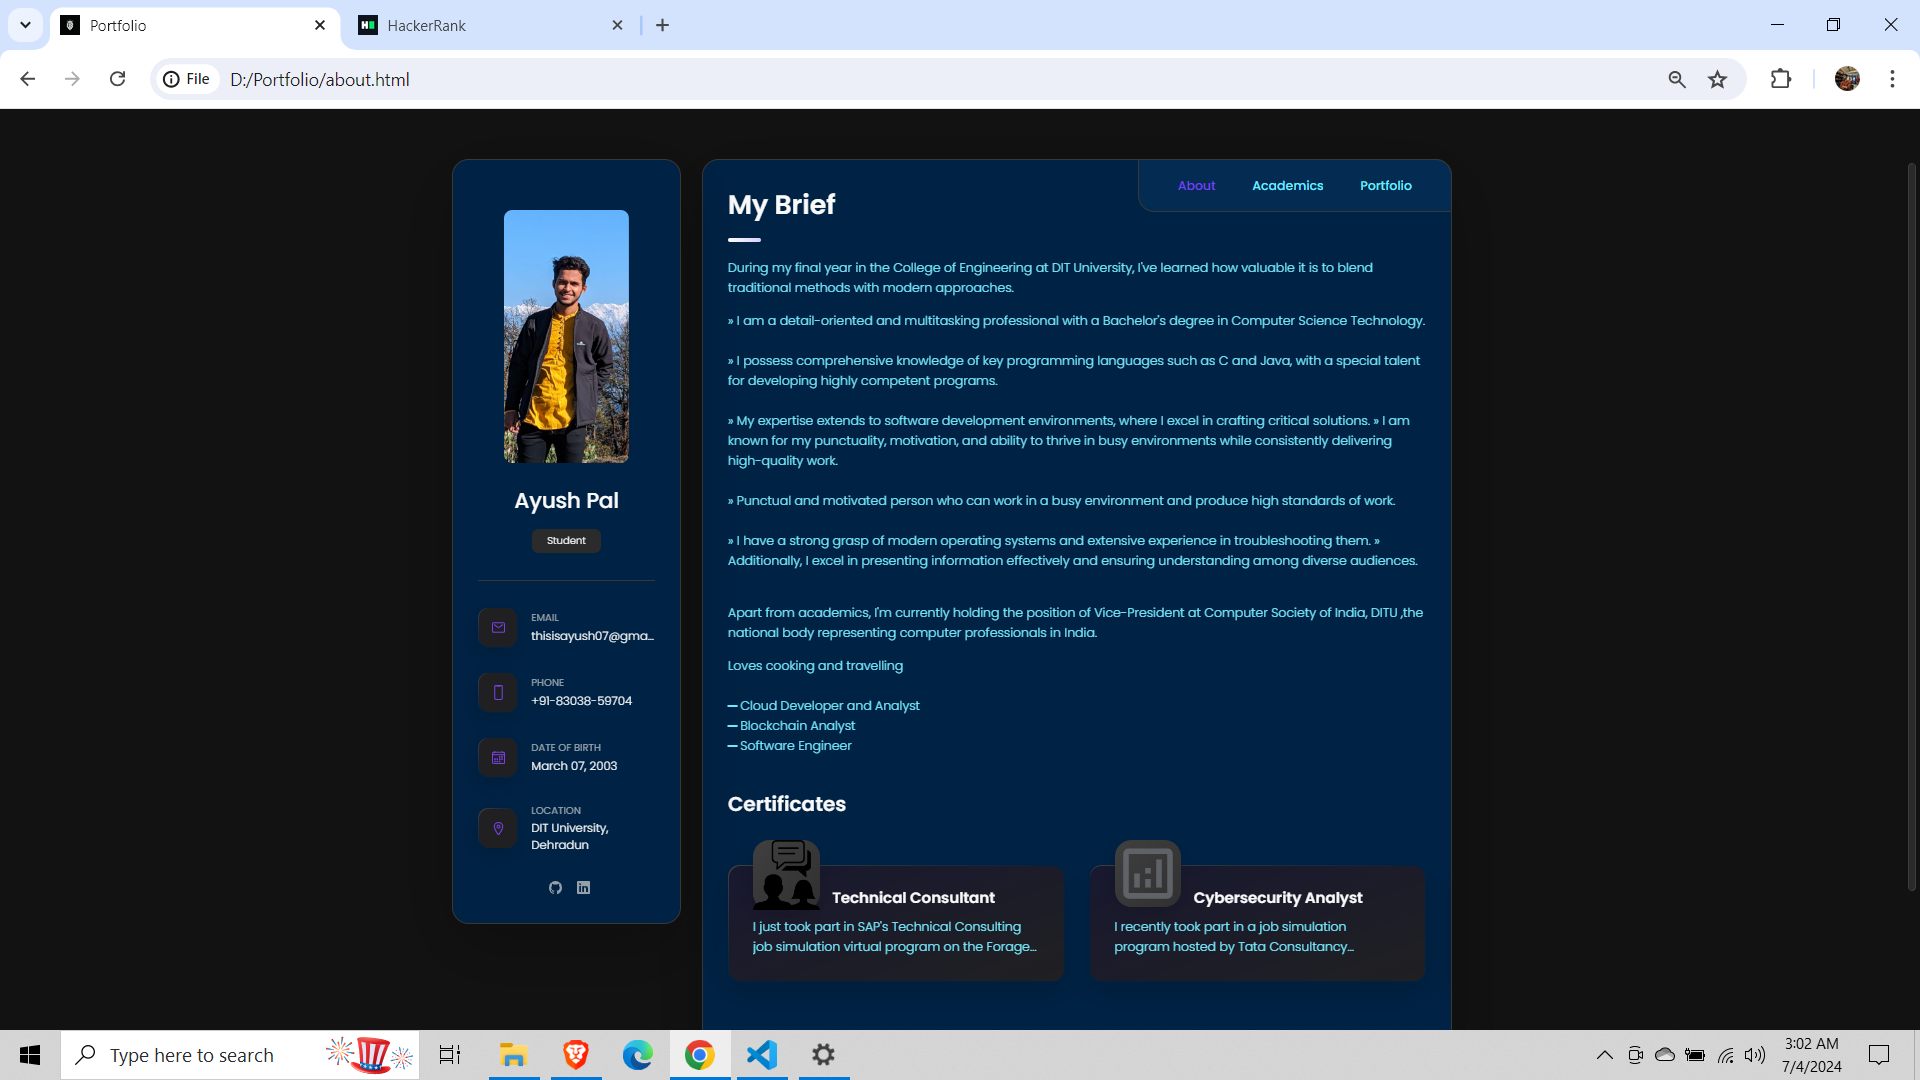 Portfolio
HackerRank
File
D:/Portfolio/about.html
About
Academics
Portfolio
My Brief
During my final year in the College of Engineering at DIT University, I've learned how valuable it is to blend
traditional methods with modern approaches.
» I am a detail-oriented and multitasking professional with a Bachelor's degree in Computer Science Technology.
» I possess comprehensive knowledge of key programming languages such as C and Java, with a special talent
for developing highly competent programs.
» My expertise extends to software development environments, where I excel in crafting critical solutions. » I am
known for my punctuality, motivation, and ability to thrive in busy environments while consistently delivering
high-quality work.
» Punctual and motivated person who can work in a busy environment and produce high standards of work.
» I have a strong grasp of modern operating systems and extensive experience in troubleshooting them. »
Additionally, I excel in presenting information effectively and ensuring understanding among diverse audiences.
Apart from academics, I'm currently holding the position of Vice-President at Computer Society of India, DITU ,the
national body representing computer professionals in India.
Loves cooking and travelling
— Cloud Developer and Analyst
— Blockchain Analyst
— Software Engineer
Ayush Pal
Student
EMAIL
thisisayush07@gma...
PHONE
+91-83038-59704
DATE OF BIRTH
March 07, 2003
LOCATION
DIT University,
Dehradun
Certificates
Technical Consultant
I just took part in SAP's Technical Consulting
job simulation virtual program on the Forage...
Cybersecurity Analyst
I recently took part in a job simulation
program hosted by Tata Consultancy...
Type here to search
3:02 AM
7/4/2024